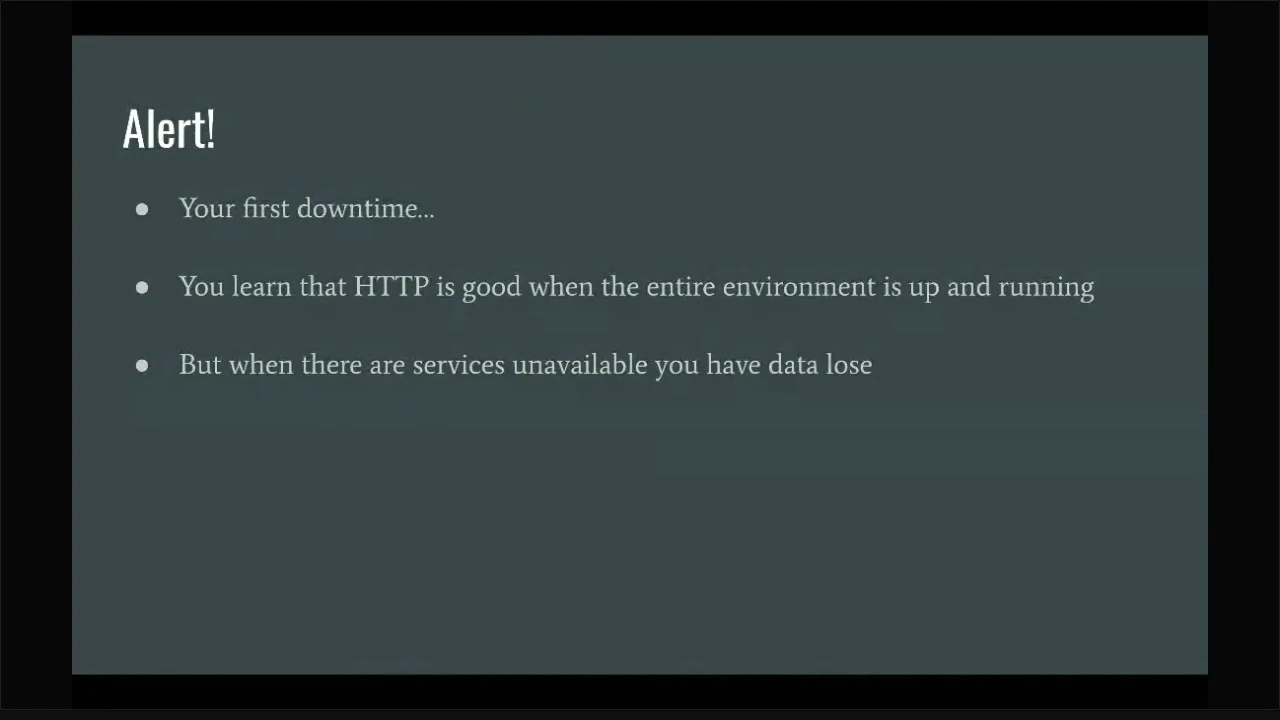 Alert!
● Your first downtime...
● You learn that HTTP is good when the entire environment is up and running
● But when there are services unavailable you have data lose